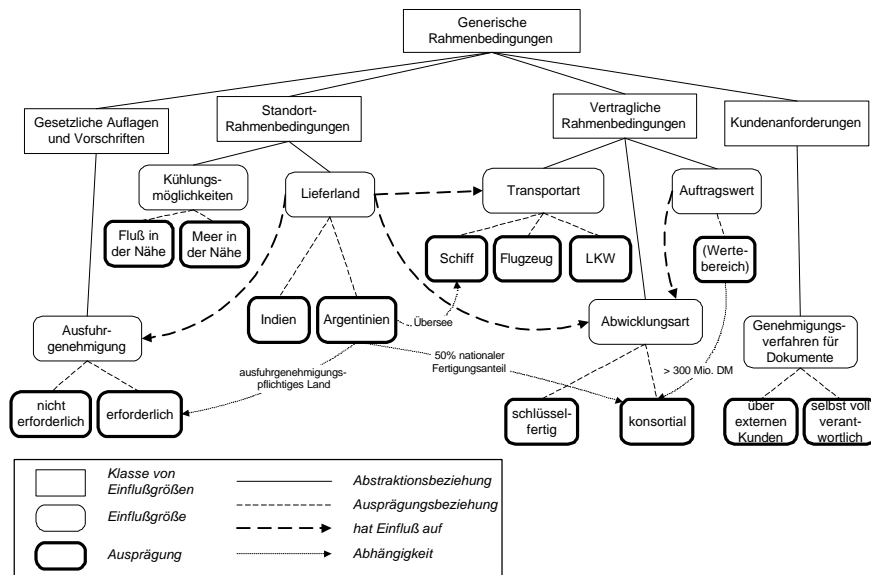 Generische
Rahmenbedingungen
Gesetzliche Auflagen
und Vorschriften
Standort-
Rahmenbedingungen
Vertragliche
Rahmenbedingungen
Kundenanforderungen
Kühlungs-
möglichkeiten
Lieferland
Transportart
Auftragswert
Fluß in
der Nähe
Meer in
der Nähe
Schiff
Flugzeug
LKW
(Werte-
bereich)
Indien
Argentinien
Übersee
Ausfuhr-
genehmigung
Abwicklungsart
Genehmigungs-
verfahren für
Dokumente
ausfuhrgenehmigungs-
pflichtiges Land
50% nationaler
Fertigungsanteil
> 300 Mio. DM
nicht
erforderlich
erforderlich
schlüssel-
fertig
konsortial
über
externen
Kunden
selbst voll
verant-
wortlich
Klasse von
Einflußgrößen
Einflußgröße
Ausprägung
Abstraktionsbeziehung
Ausprägungsbeziehung
hat Einfluß auf
Abhängigkeit